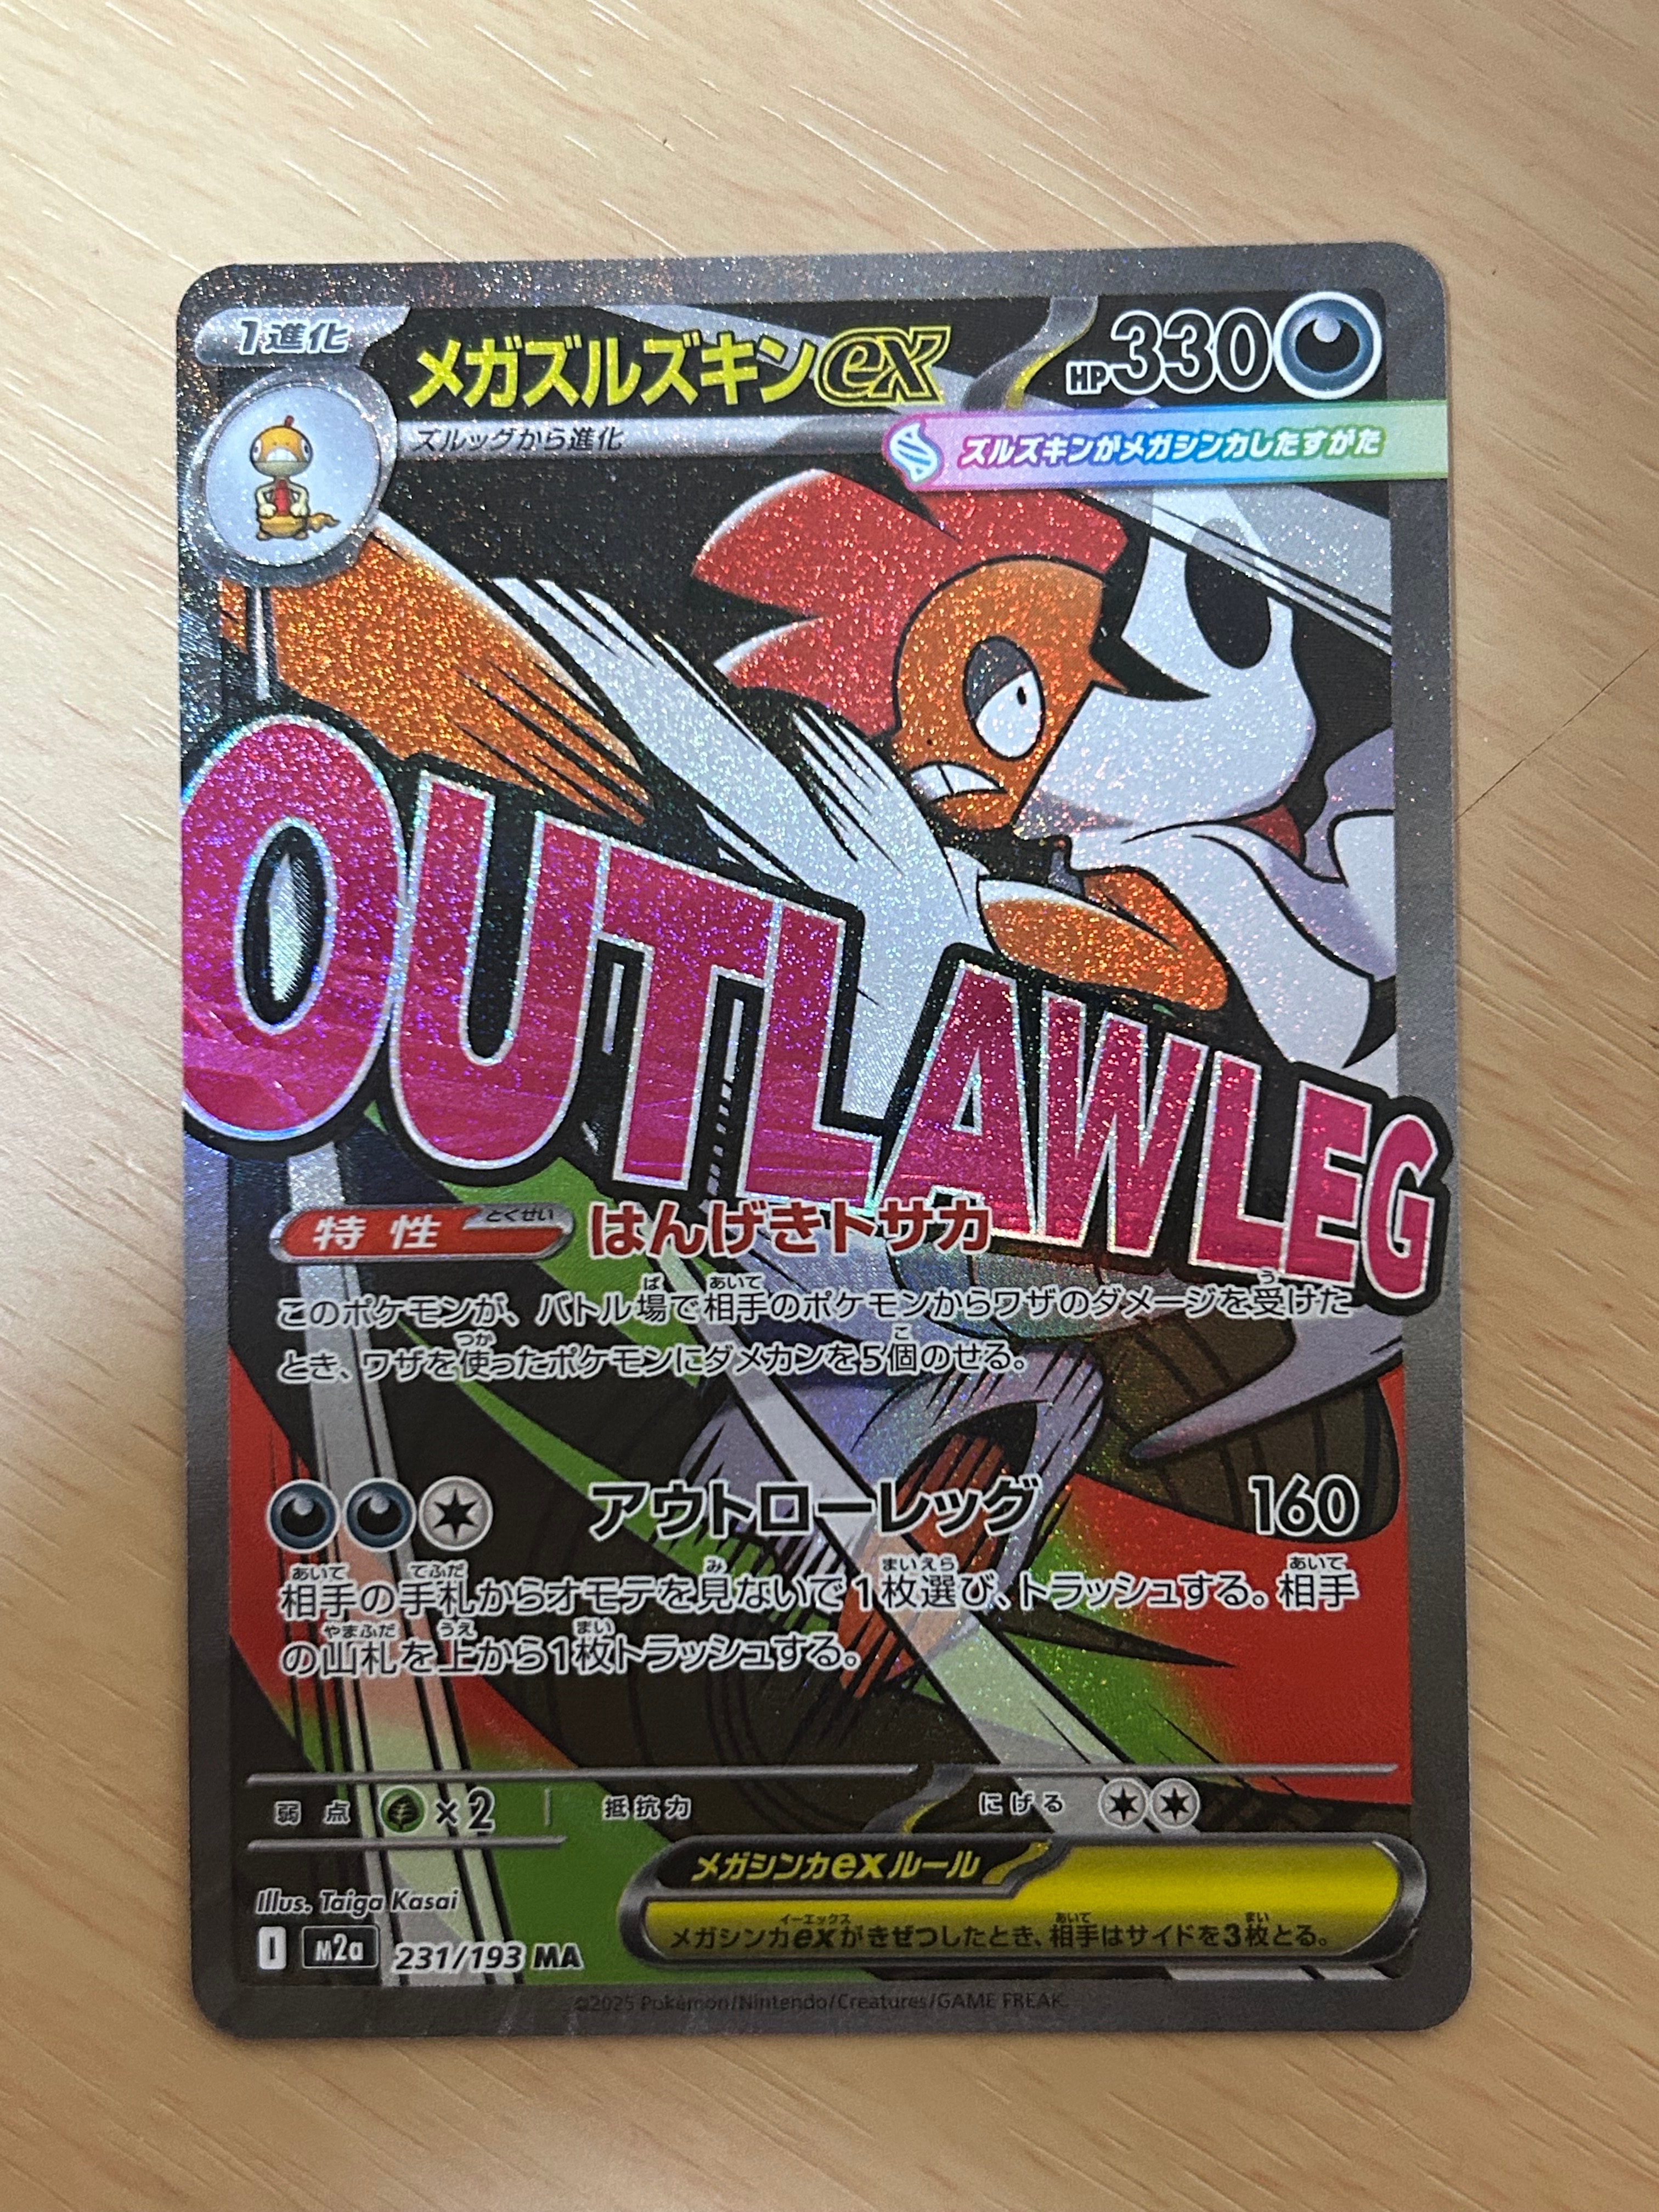 1進化
メガズルズキンex
HP330
ズルッグから進化
ズルズキンがメガシンカしたすがた
OUTLAWLEG
特性 とくせい はんげきトサカ
このポケモンが、バトル場で相手のポケモンからワザのダメージを受けた
とき、ワザを使ったポケモンにダメカンを5個のせる。
アウトローレッグ 160
相手の手札からオモテを見ないで1枚選び、トラッシュする。相手
の山札を上から1枚トラッシュする。
弱点 ×2 抵抗力 にげる
メガシンカexルール
メガシンカexがきぜつしたとき、相手はサイドを3枚とる。
Illus. Taiga Kasai
I M2a 231/193 MA
©2025 Pokémon/Nintendo/Creatures/GAME FREAK.